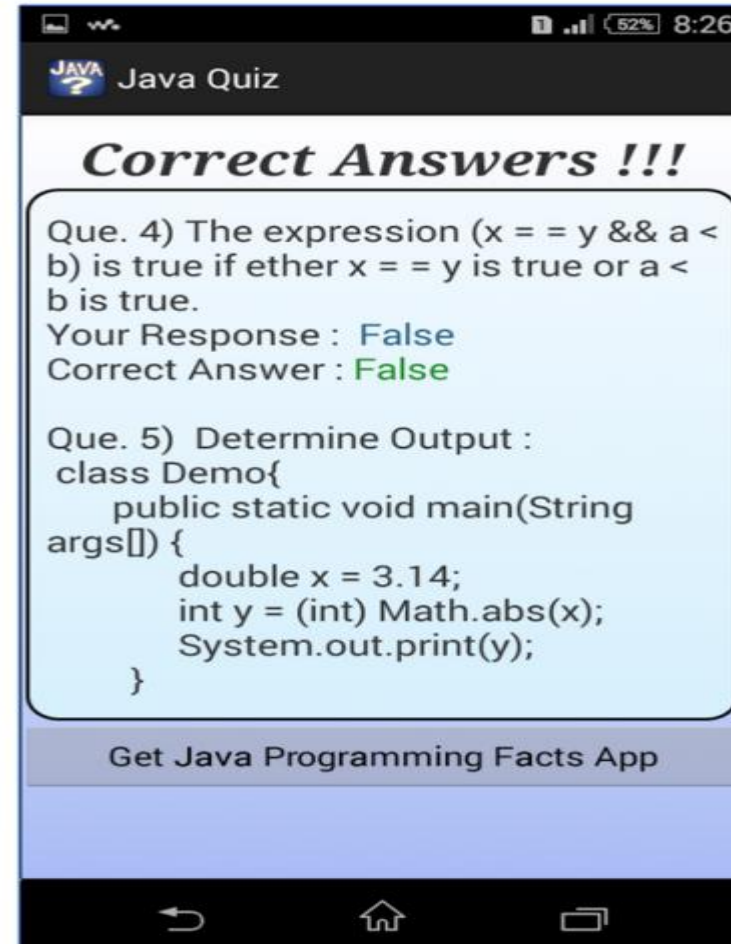 1 52% 8:26
JAVA ? Java Quiz
Correct Answers !!!
Que. 4) The expression (x = = y && a <
b) is true if ether x = = y is true or a <
b is true.
Your Response : False
Correct Answer : False
Que. 5) Determine Output :
class Demo{
public static void main(String
args[]) {
double x = 3.14;
int y = (int) Math.abs(x);
System.out.print(y);
}
Get Java Programming Facts App